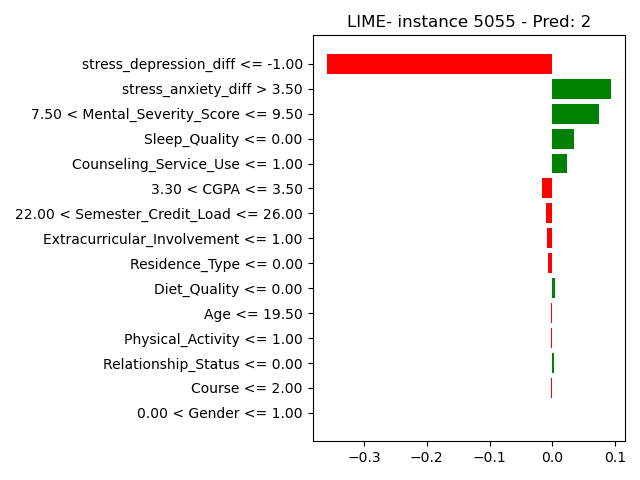 LIME- instance 5055 - Pred: 2
stress_depression_diff <= -1.00
stress_anxiety_diff > 3.50
7.50 < Mental_Severity_Score <= 9.50
Sleep_Quality <= 0.00
Counseling_Service_Use <= 1.00
3.30 < CGPA <= 3.50
22.00 < Semester_Credit_Load <= 26.00
Extracurricular_Involvement <= 1.00
Residence_Type <= 0.00
Diet_Quality <= 0.00
Age <= 19.50
Physical_Activity <= 1.00
Relationship_Status <= 0.00
Course <= 2.00
0.00 < Gender <= 1.00
−0.3 −0.2 −0.1 0.0 0.1